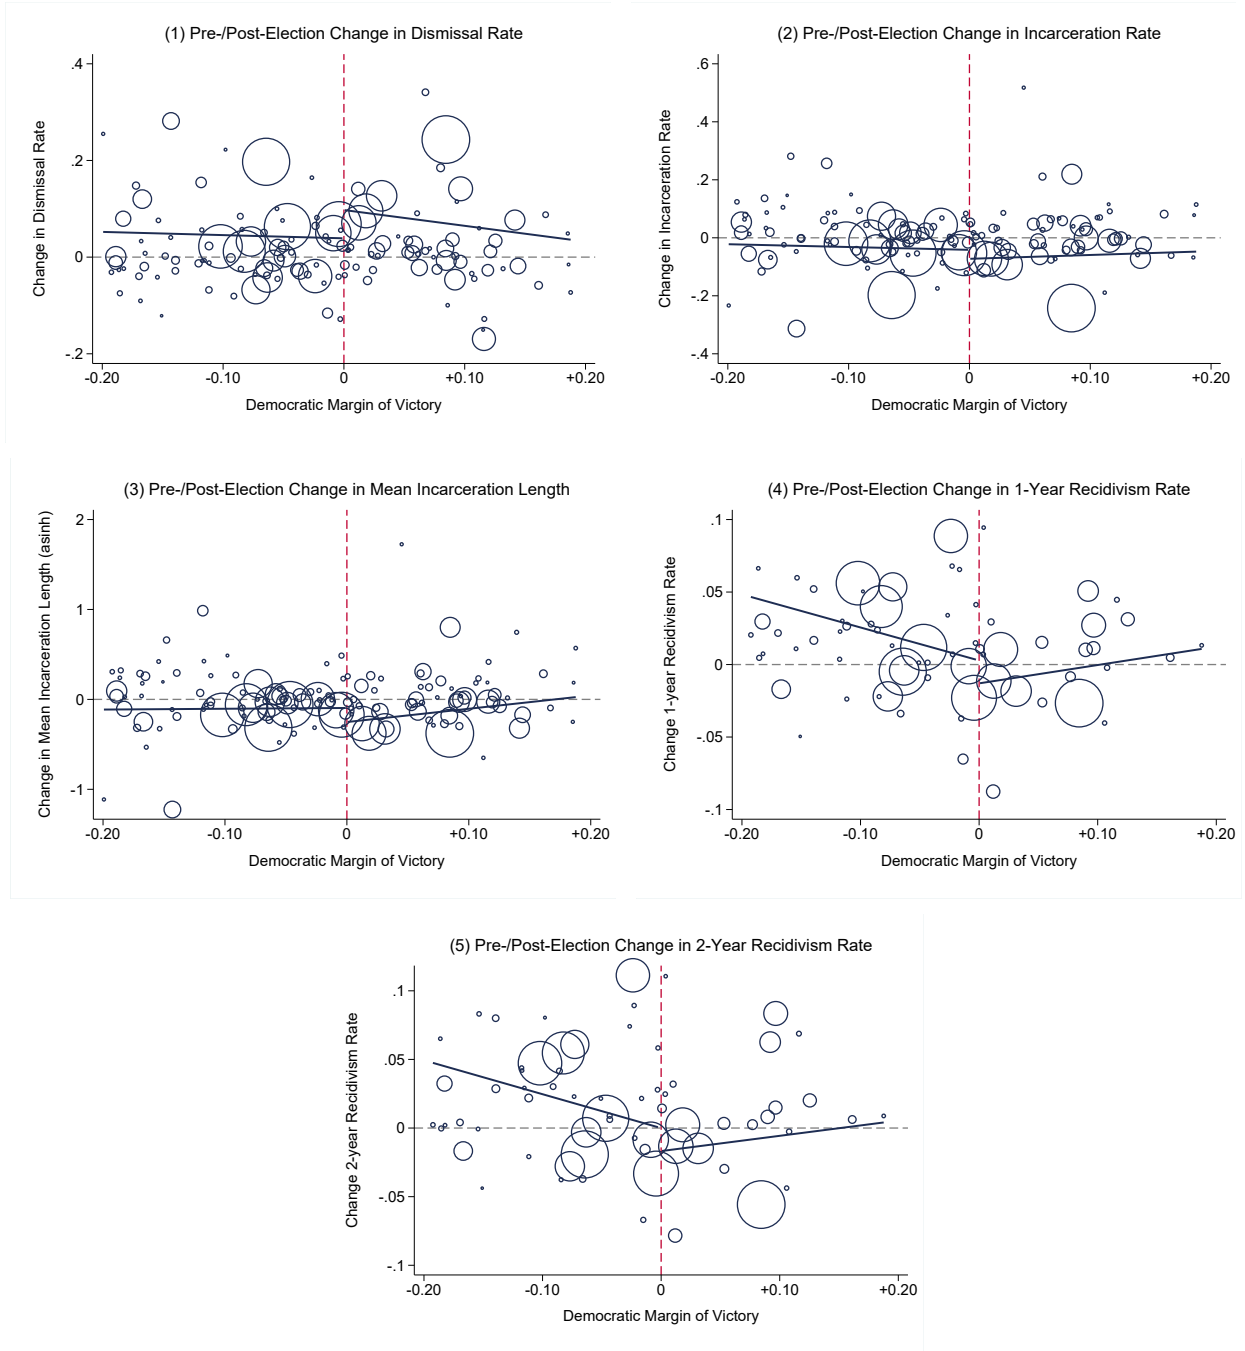 (1) Pre-/Post-Election Change in Dismissal Rate
Change in Dismissal Rate
.4
.2
0
-.2
-0.20 -0.10 0 +0.10 +0.20
Democratic Margin of Victory
(2) Pre-/Post-Election Change in Incarceration Rate
Change in Incarceration Rate
.6
.4
.2
0
-.2
-.4
-0.20 -0.10 0 +0.10 +0.20
Democratic Margin of Victory
(3) Pre-/Post-Election Change in Mean Incarceration Length
Change in Mean Incarceration Length (asinh)
2
1
0
-1
-0.20 -0.10 0 +0.10 +0.20
Democratic Margin of Victory
(4) Pre-/Post-Election Change in 1-Year Recidivism Rate
Change 1-year Recidivism Rate
.1
.05
0
-.05
-.1
-0.20 -0.10 0 +0.10 +0.20
Democratic Margin of Victory
(5) Pre-/Post-Election Change in 2-Year Recidivism Rate
Change 2-year Recidivism Rate
.1
.05
0
-.05
-.1
-0.20 -0.10 0 +0.10 +0.20
Democratic Margin of Victory